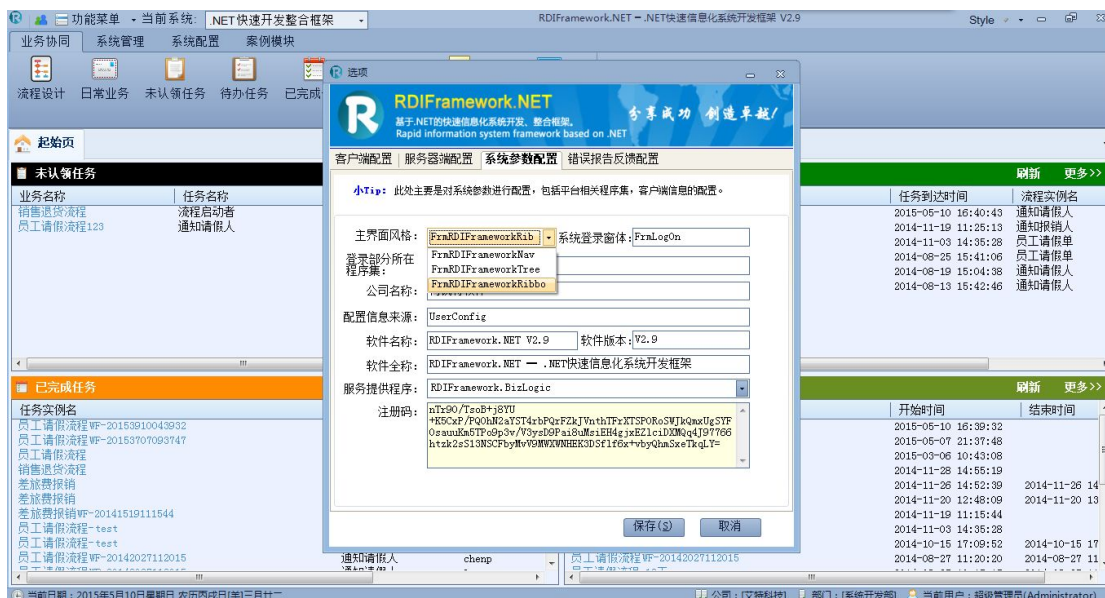 功能菜单 当前系统: .NET快速开发整合框架 RDIFramework.NET━.NET快速信息化系统开发框架 V2.9 Style
业务协同 系统管理 系统配置 案例模块
流程设计 日常业务 未认领任务 待办任务 已完成
起始页
未认领任务
刷新 更多>>
业务名称 任务名称
任务到达时间 流程实例名
销售退货流程 流程启动者
员工请假流程123 通知请假人
2015-05-10 16:40:43 通知请假人
2014-11-19 11:25:13 通知报销人
2014-11-03 14:35:28 员工请假单
2014-08-25 15:41:06 员工请假单
2014-08-19 15:04:38 通知请假人
2014-08-13 15:42:46 通知请假人
选项
RDIFramework.NET
基于.NET的快速信息化系统开发、整合框架。
Rapid information system framework based on .NET
分享成功 创造卓越!
客户端配置 服务器端配置 系统参数配置 错误报告反馈配置
小Tip: 此处主要是对系统参数进行配置,包括平台相关程序集,客户端信息的配置。
主界面风格: FrmRDIFrameworkRib 系统登录窗体: FrmLogOn
FrmRDIFrameworkNav
FrmRDIFrameworkTree
FrmRDIFrameworkRibbo
登录部分所在
程序集:
公司名称:
配置信息来源: UserConfig
软件名称: RDIFramework.NET V2.9 软件版本: V2.9
软件全称: RDIFramework.NET ━ .NET快速信息化系统开发框架
服务提供程序: RDIFramework.BizLogic
注册码: nTr90/TsoB+j8YU
+K5CxP/PQOhN2aYST4rbPQrFZkJVnthTFrXTSPORoSWJkQmxUgSYF
OsauuKm5TPo9p3v/V3ysD9Pai8uMsiEH4gjxEZlciDXMQq4J97766
htzk2sS13NSCFbyMvV9MWXWNHEK3DSflf6x+vbyQhmSxeTkqLY=
保存(S) 取消
已完成任务
刷新 更多>>
任务实例名
开始时间 结束时间
员工请假流程WF-20153910043932
员工请假流程WF-20153707093747
员工请假流程
销售退货流程
差旅费报销
差旅费报销
差旅费报销WF-20141519111544
员工请假流程-test
员工请假流程-test
员工请假流程WF-20142027112015 通知请假人 chenp 员工请假流程WF-20142027112015
2015-05-10 16:39:32
2015-05-07 21:37:48
2015-03-06 10:43:08
2014-11-28 14:55:19
2014-11-26 14:52:39 2014-11-26 14
2014-11-20 12:48:09 2014-11-20 13
2014-11-19 11:15:44
2014-11-03 14:35:28
2014-10-15 17:09:52 2014-10-15 17
2014-08-27 11:20:20 2014-08-27 11
当前日期:2015年5月10日星期日 农历丙戌日[羊]三月廿二 公司:[艾特科技] 部门:[系统开发部] 当前用户:超级管理员(Administrator)